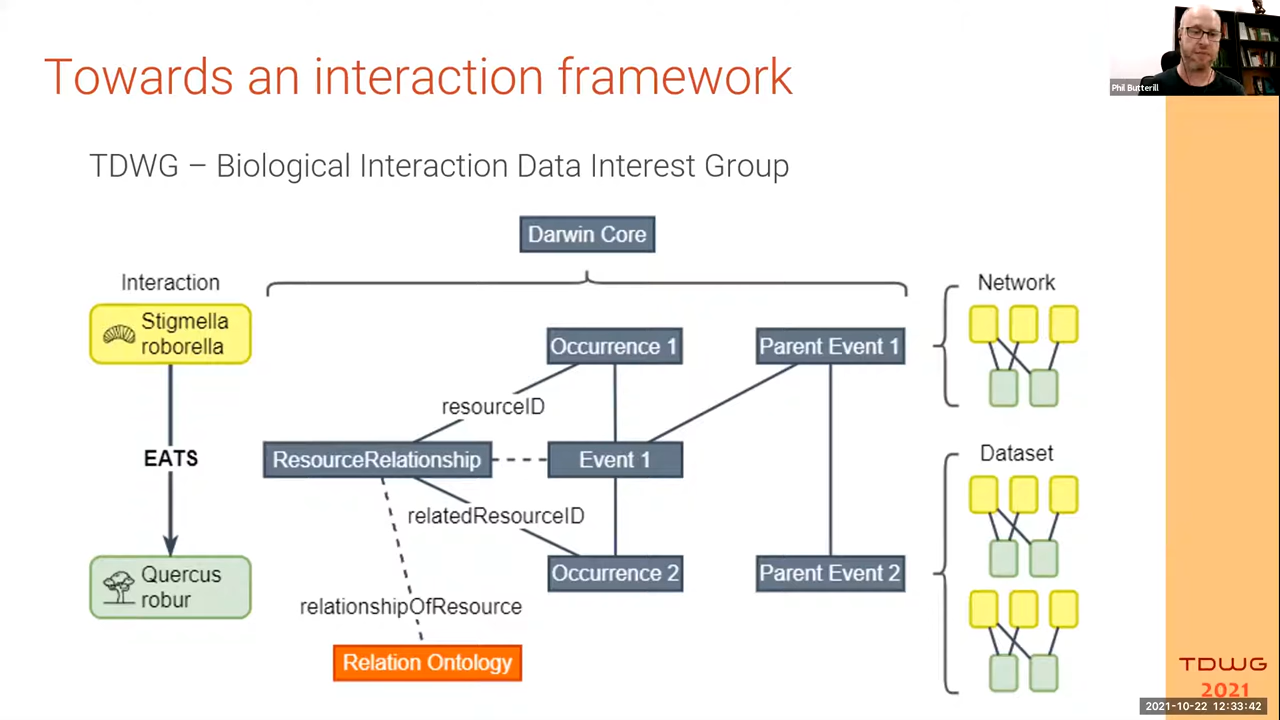 Towards an interaction framework
Phil Butterill
TDWG – Biological Interaction Data Interest Group
Darwin Core
Interaction
Network
Stigmella
roborella
Occurrence 1
Parent Event 1
resourceID
EATS
ResourceRelationship
Event 1
Dataset
relatedResourceID
Quercus
robur
Occurrence 2
Parent Event 2
relationshipOfResource
Relation Ontology
TDWG
2021
2021-10-22 12:33:42